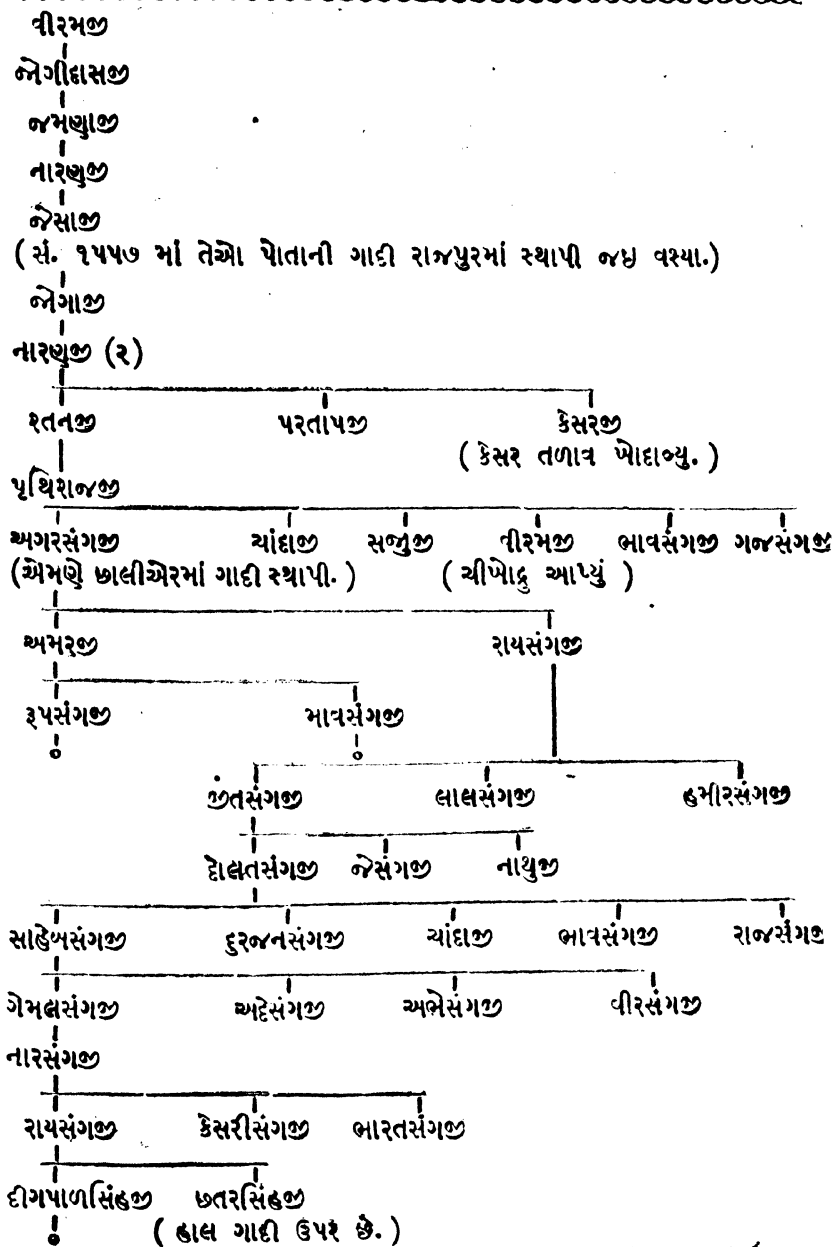 વીરમજી
જોગીદાસજી
જમણાજી
નારણજી
જેસાજી
(સં. ૧૫૫૭ માં તેઓ પોતાની ગાદી રાજપુરમાં સ્થાપી જઇ વસ્યા.)
જોગાજી
નારણજી (૨)
રતનજી પરતાપજી કેસરજી
( કેસર તળાવ ખોદાવ્યુ. )
પૃથિરાજજી
અગરસંગજી ચાંદાજી સર્જુજી વીરમજી ભાવસંગજી ગજસંગજી
(એમણે છાલીએરમાં ગાદી સ્થાપી. ) ( ચીખોદ્રુ આપ્યું )
અમરજી રાયસંગજી
રૂપસંગજી માવસંગજી
જીતસંગજી લાલસંગજી હમીરસંગજી
દોલતસંગજી જેસંગજી નાથુજી
સાહેબસંગજી દુરજનસંગજી ચાંદાજી ભાવસંગજી રાજસંગજી
ગેમલસંગજી અદેસંગજી અભેસંગજી વીરસંગજી
નારસંગજી
રાયસંગજી કેસરીસંગજી ભારતસંગજી
દીગપાળસિંહજી છતરસિંહજી
( હાલ ગાદી ઉપર છે. )